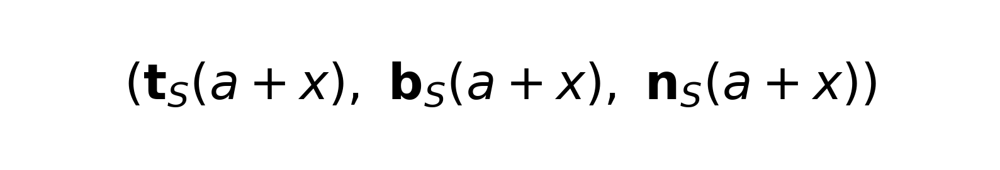 (𝐭_S(a + x), 𝐛_S(a + x), 𝐧_S(a + x))